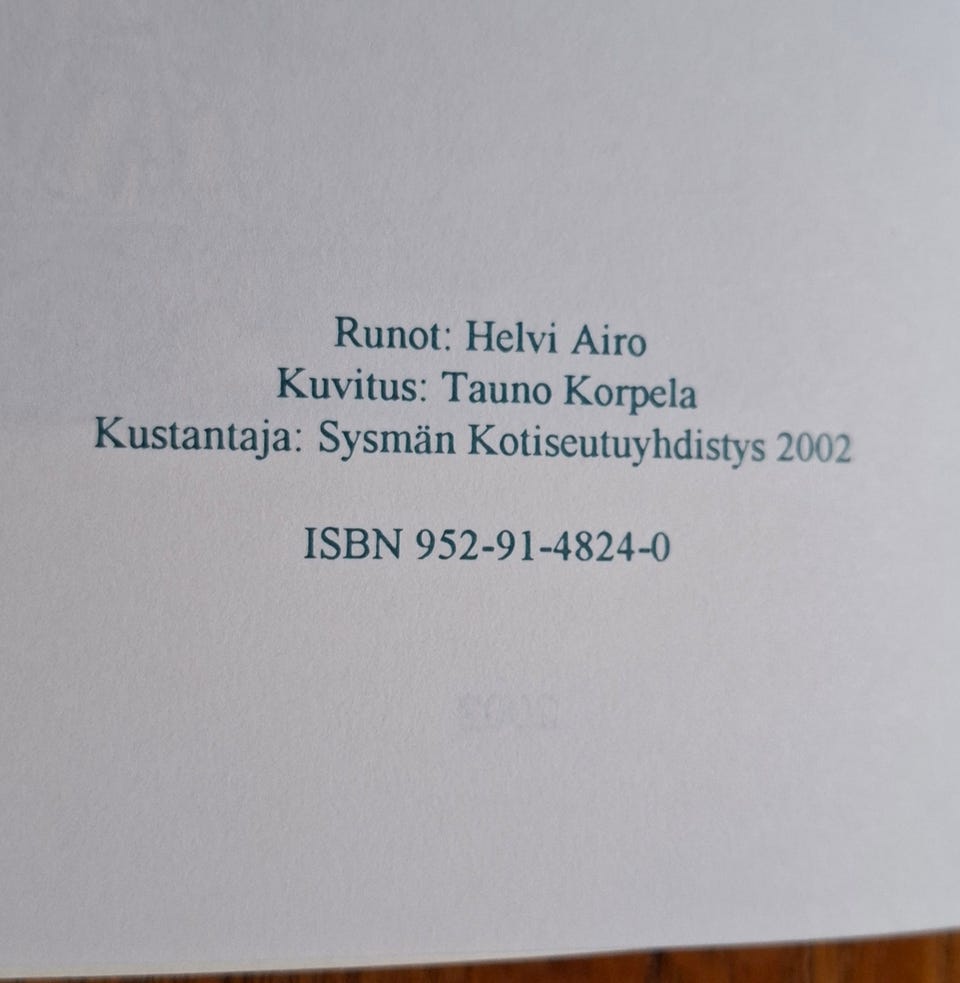 Runot: Helvi Airo
Kuvitus: Tauno Korpela
Kustantaja: Sysmän Kotiseutuyhdistys 2002
ISBN 952-91-4824-0